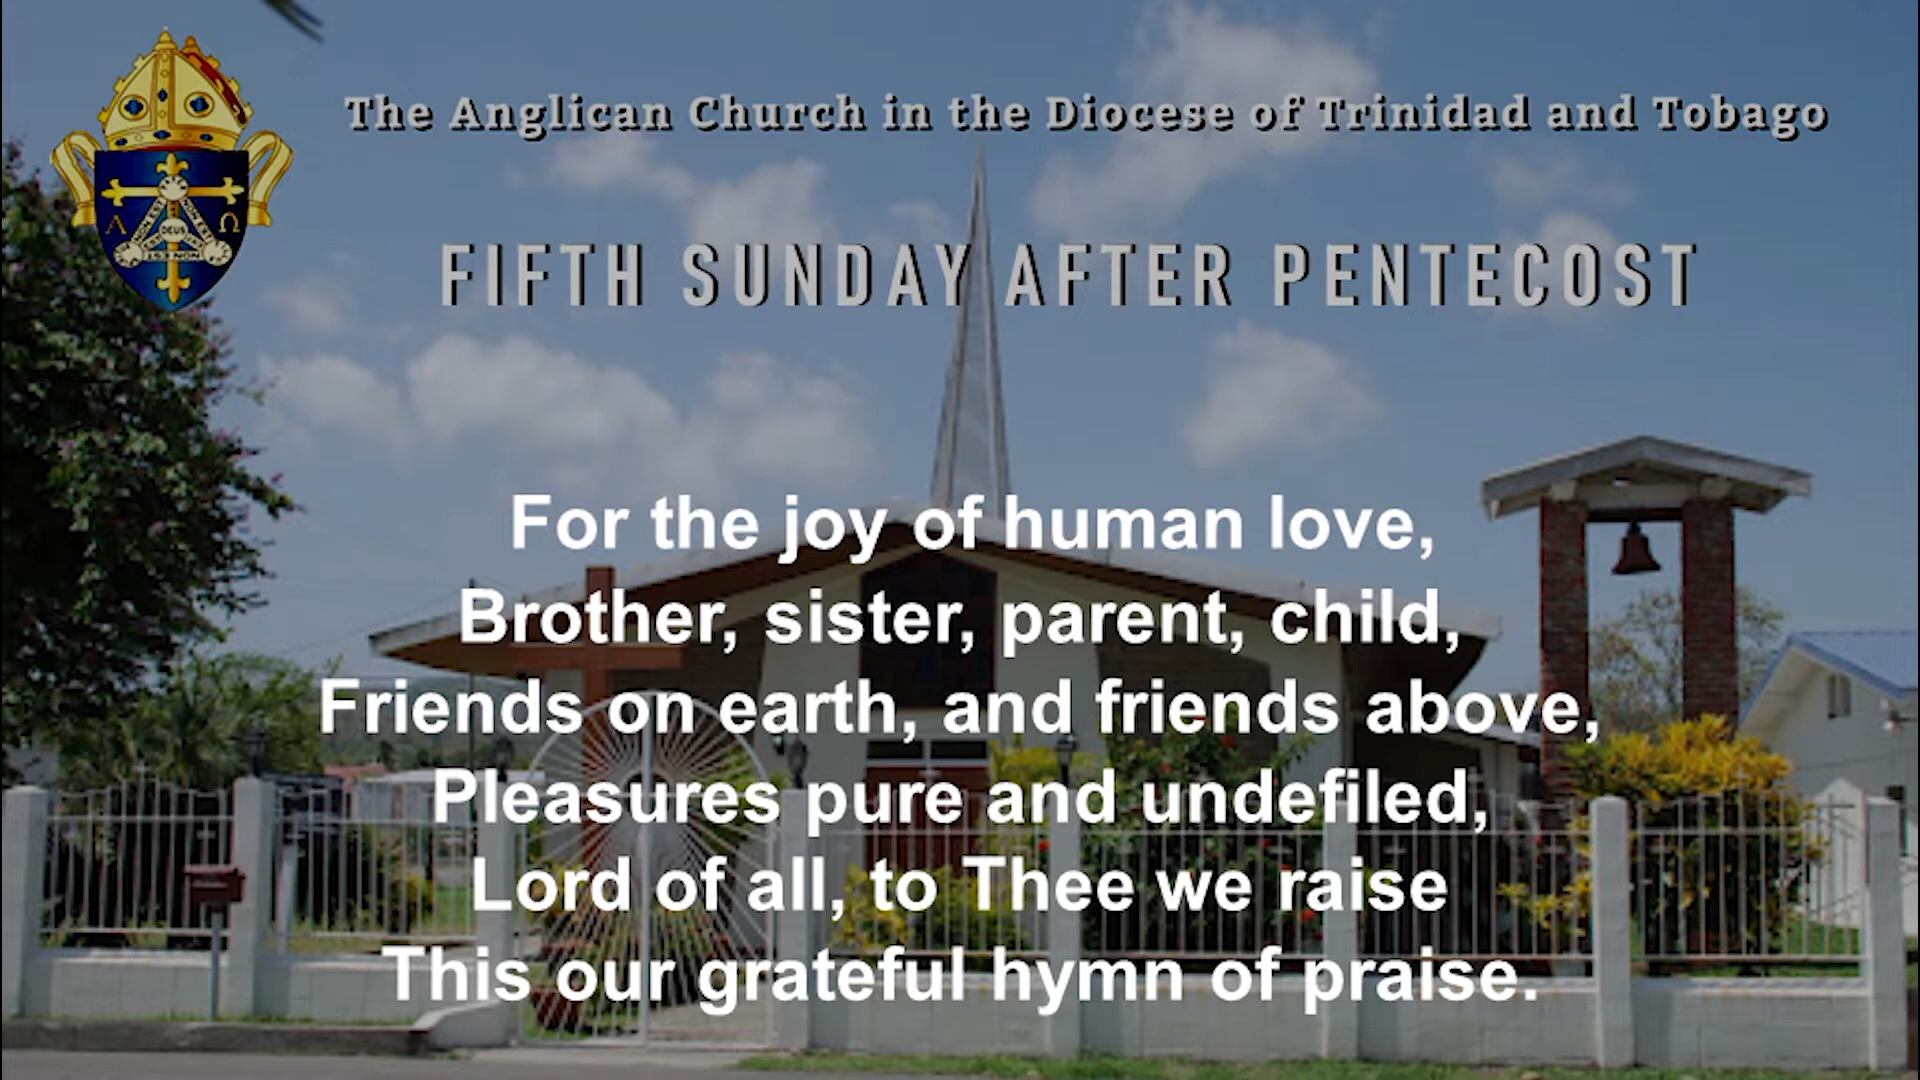 The Anglican Church in the Diocese of Trinidad and Tobago
FIFTH SUNDAY AFTER PENTECOST
Α Ω
DEUS
For the joy of human love,
Brother, sister, parent, child,
Friends on earth, and friends above,
Pleasures pure and undefiled,
Lord of all, to Thee we raise
This our grateful hymn of praise.